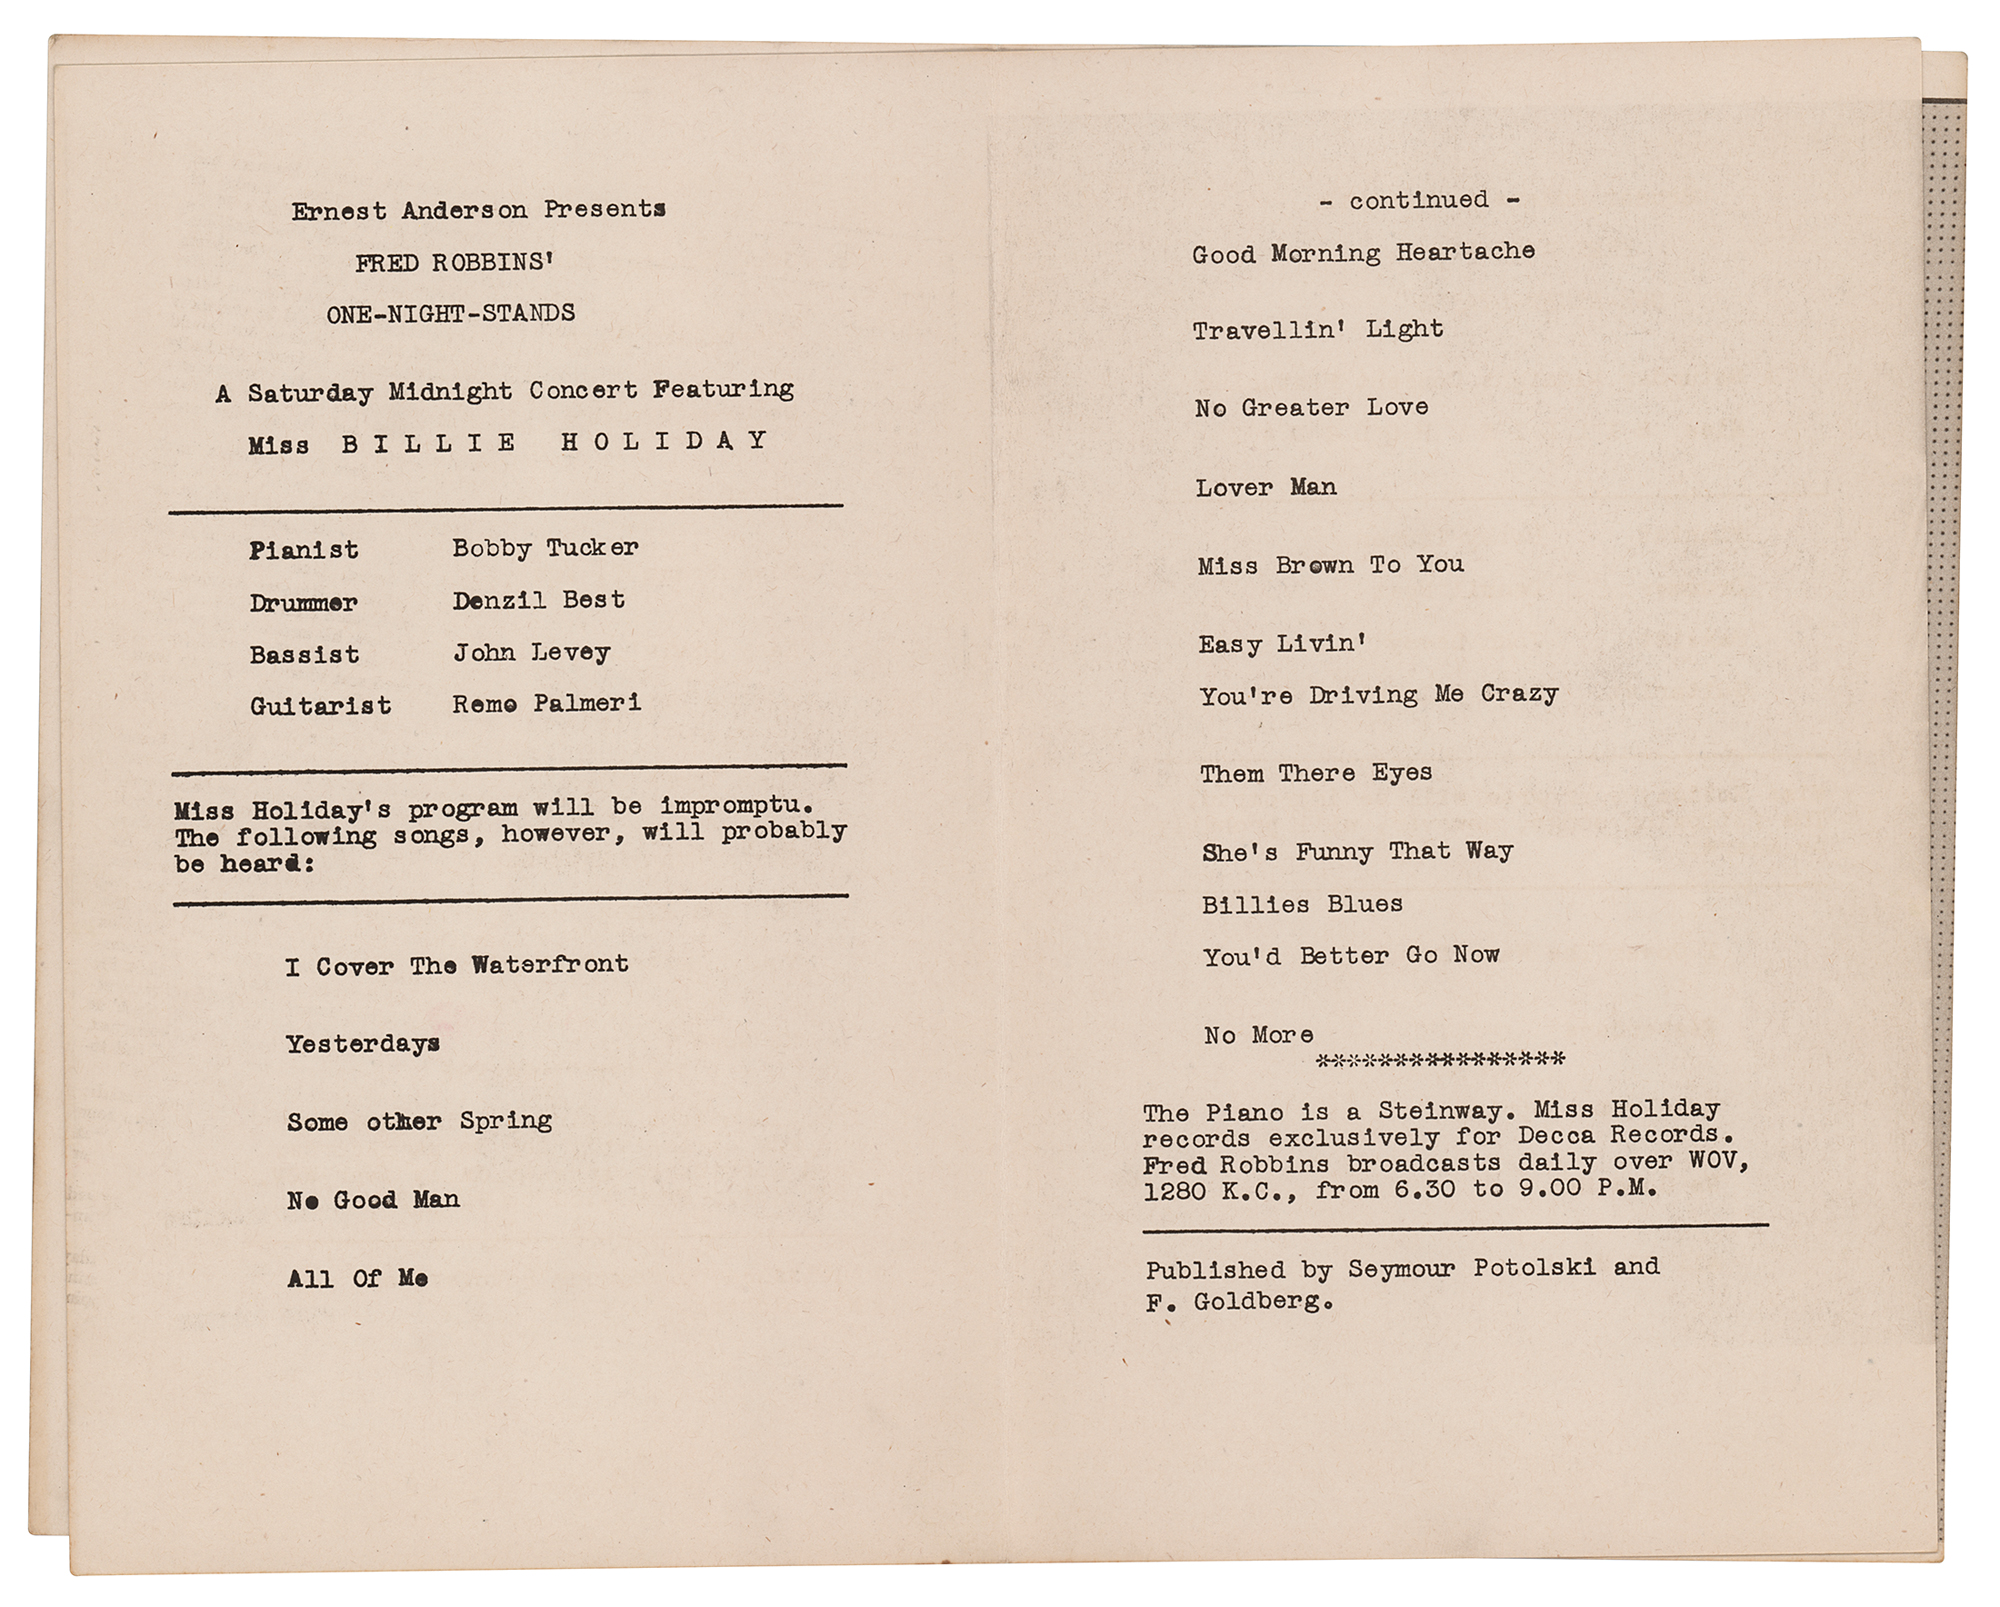 Ernest Anderson Presents
FRED ROBBINS'
ONE-NIGHT-STANDS
A Saturday Midnight Concert Featuring
Miss B I L L I E H O L I D A Y
Pianist Bobby Tucker
Drummer Denzil Best
Bassist John Levey
Guitarist Remo Palmeri
Miss Holiday's program will be impromptu.
The following songs, however, will probably
be heard:
I Cover The Waterfront
Yesterdays
Some other Spring
No Good Man
All Of Me
- continued -
Good Morning Heartache
Travellin' Light
No Greater Love
Lover Man
Miss Brown To You
Easy Livin'
You're Driving Me Crazy
Them There Eyes
She's Funny That Way
Billies Blues
You'd Better Go Now
No More
****************
The Piano is a Steinway. Miss Holiday
records exclusively for Decca Records.
Fred Robbins broadcasts daily over WOV,
1280 K.C., from 6.30 to 9.00 P.M.
Published by Seymour Potolski and
F. Goldberg.